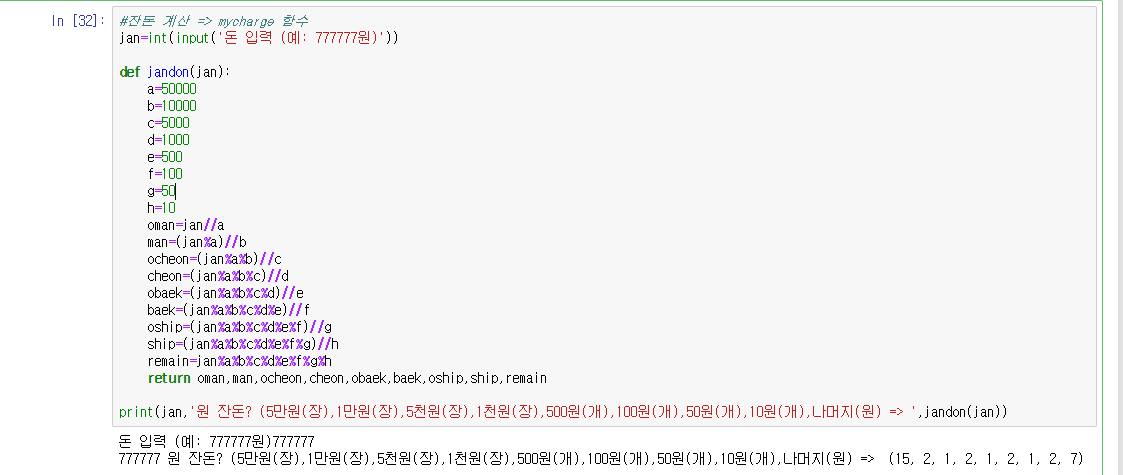 In [32]: #잔돈 계산 => mycharge 함수
jan=int(input('돈 입력 (예: 777777원)'))
def jandon(jan):
a=50000
b=10000
c=5000
d=1000
e=500
f=100
g=50
h=10
oman=jan//a
man=(jan%a)//b
ocheon=(jan%a%b)//c
cheon=(jan%a%b%c)//d
obaek=(jan%a%b%c%d)//e
baek=(jan%a%b%c%d%e)//f
oship=(jan%a%b%c%d%e%f)//g
ship=(jan%a%b%c%d%e%f%g)//h
remain=jan%a%b%c%d%e%f%g%h
return oman,man,ocheon,cheon,obaek,baek,oship,ship,remain
print(jan,'원 잔돈? (5만원(장),1만원(장),5천원(장),1천원(장),500원(개),100원(개),50원(개),10원(개),나머지(원) => ',jandon(jan))
돈 입력 (예: 777777원)777777
777777 원 잔돈? (5만원(장),1만원(장),5천원(장),1천원(장),500원(개),100원(개),50원(개),10원(개),나머지(원) =>  (15, 2, 1, 2, 1, 2, 1, 2, 7)